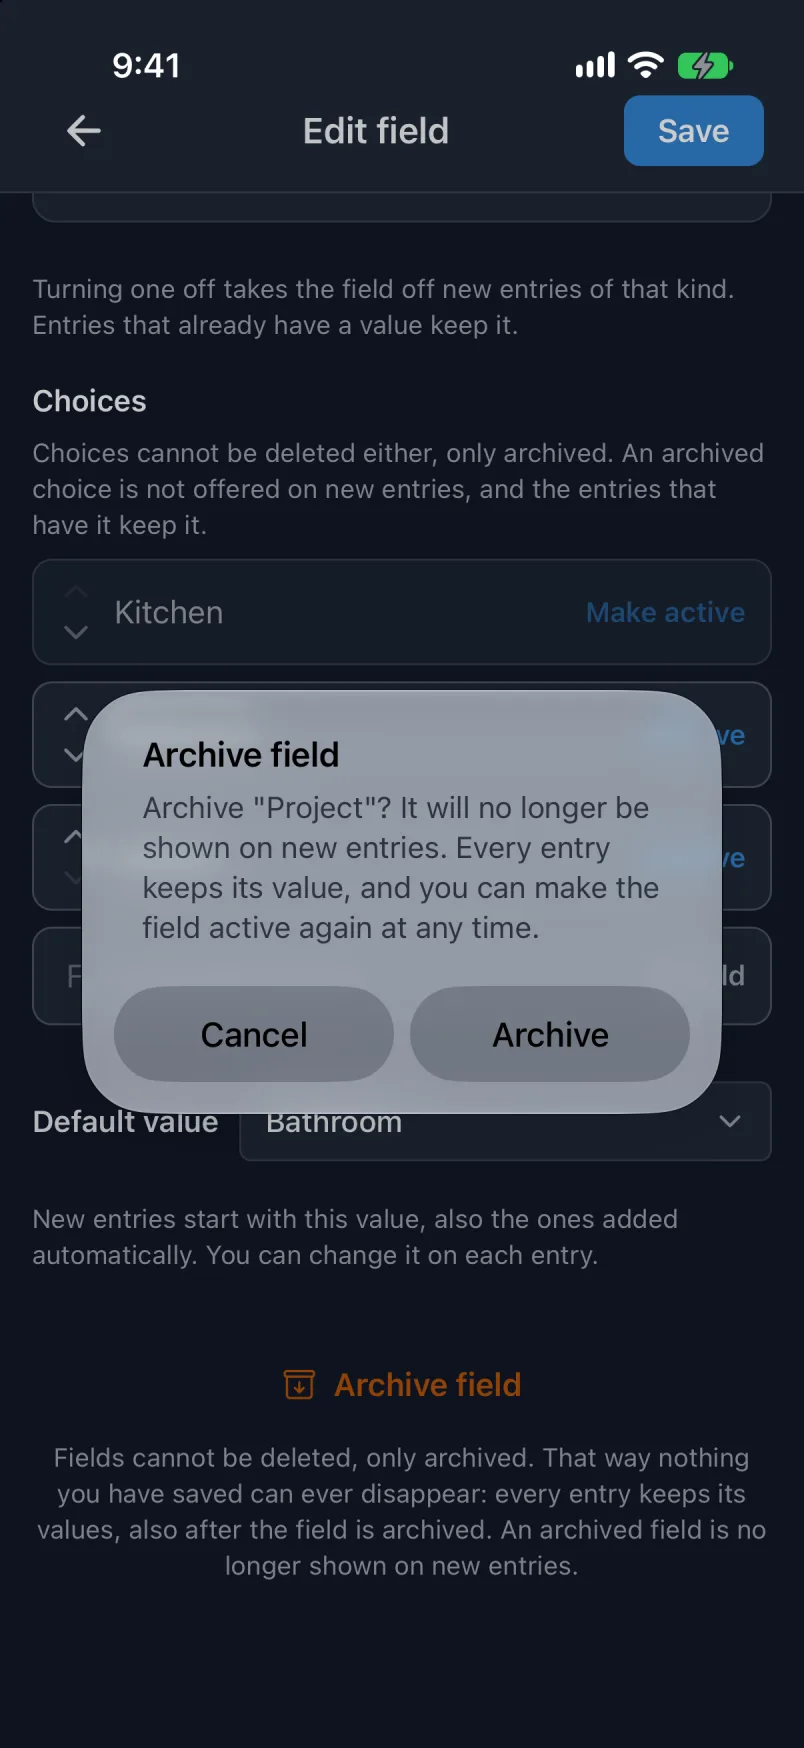 9:41
Edit field
Save
Turning one off takes the field off new entries of that kind.
Entries that already have a value keep it.
Choices
Choices cannot be deleted either, only archived. An archived
choice is not offered on new entries, and the entries that
have it keep it.
Kitchen
Make active
Archive field
Archive "Project"? It will no longer be
shown on new entries. Every entry
keeps its value, and you can make the
field active again at any time.
Cancel
Archive
Default value
Bathroom
New entries start with this value, also the ones added
automatically. You can change it on each entry.
Archive field
Fields cannot be deleted, only archived. That way nothing
you have saved can ever disappear: every entry keeps its
values, also after the field is archived. An archived field is no
longer shown on new entries.